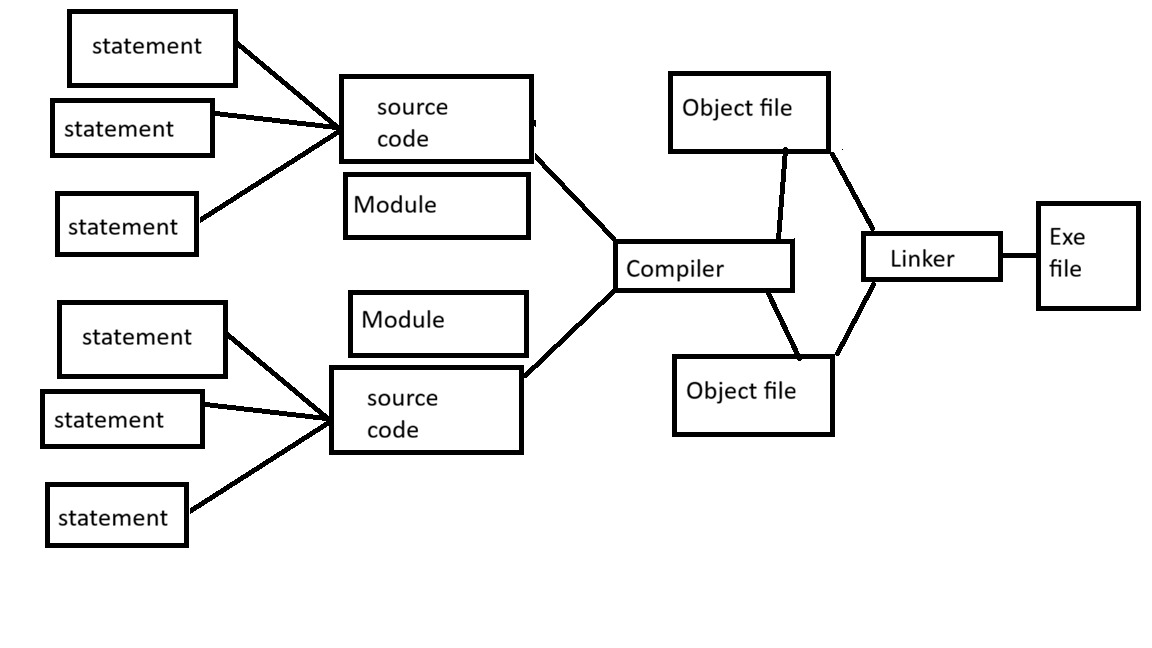 statement
statement
statement
source
code
Module
Module
statement
statement
statement
source
code
Compiler
Object file
Object file
Linker
Exe
file